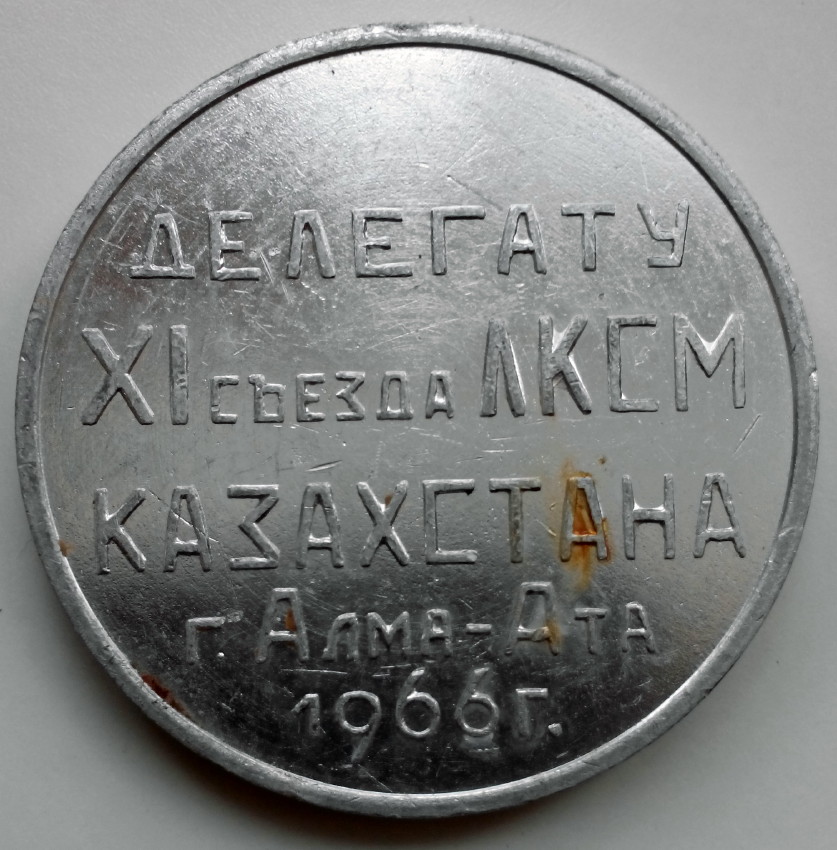 ДЕЛЕГАТУ
XI СЪЕЗДА ЛКСМ
КАЗАХСТАНА
г. Алма-Ата
1966 г.